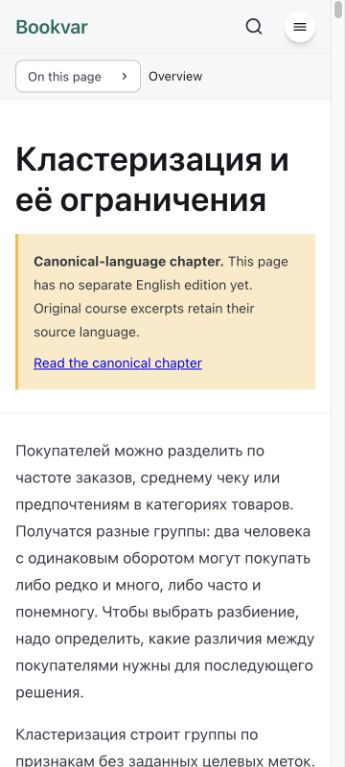 Bookvar
On this page
Overview
Кластеризация и
её ограничения
Canonical-language chapter. This page
has no separate English edition yet.
Original course excerpts retain their
source language.
Read the canonical chapter
Покупателей можно разделить по
частоте заказов, среднему чеку или
предпочтениям в категориях товаров.
Получатся разные группы: два человека
с одинаковым оборотом могут покупать
либо редко и много, либо часто и
понемногу. Чтобы выбрать разбиение,
надо определить, какие различия между
покупателями нужны для последующего
решения.
Кластеризация строит группы по
признакам без заданных целевых меток.